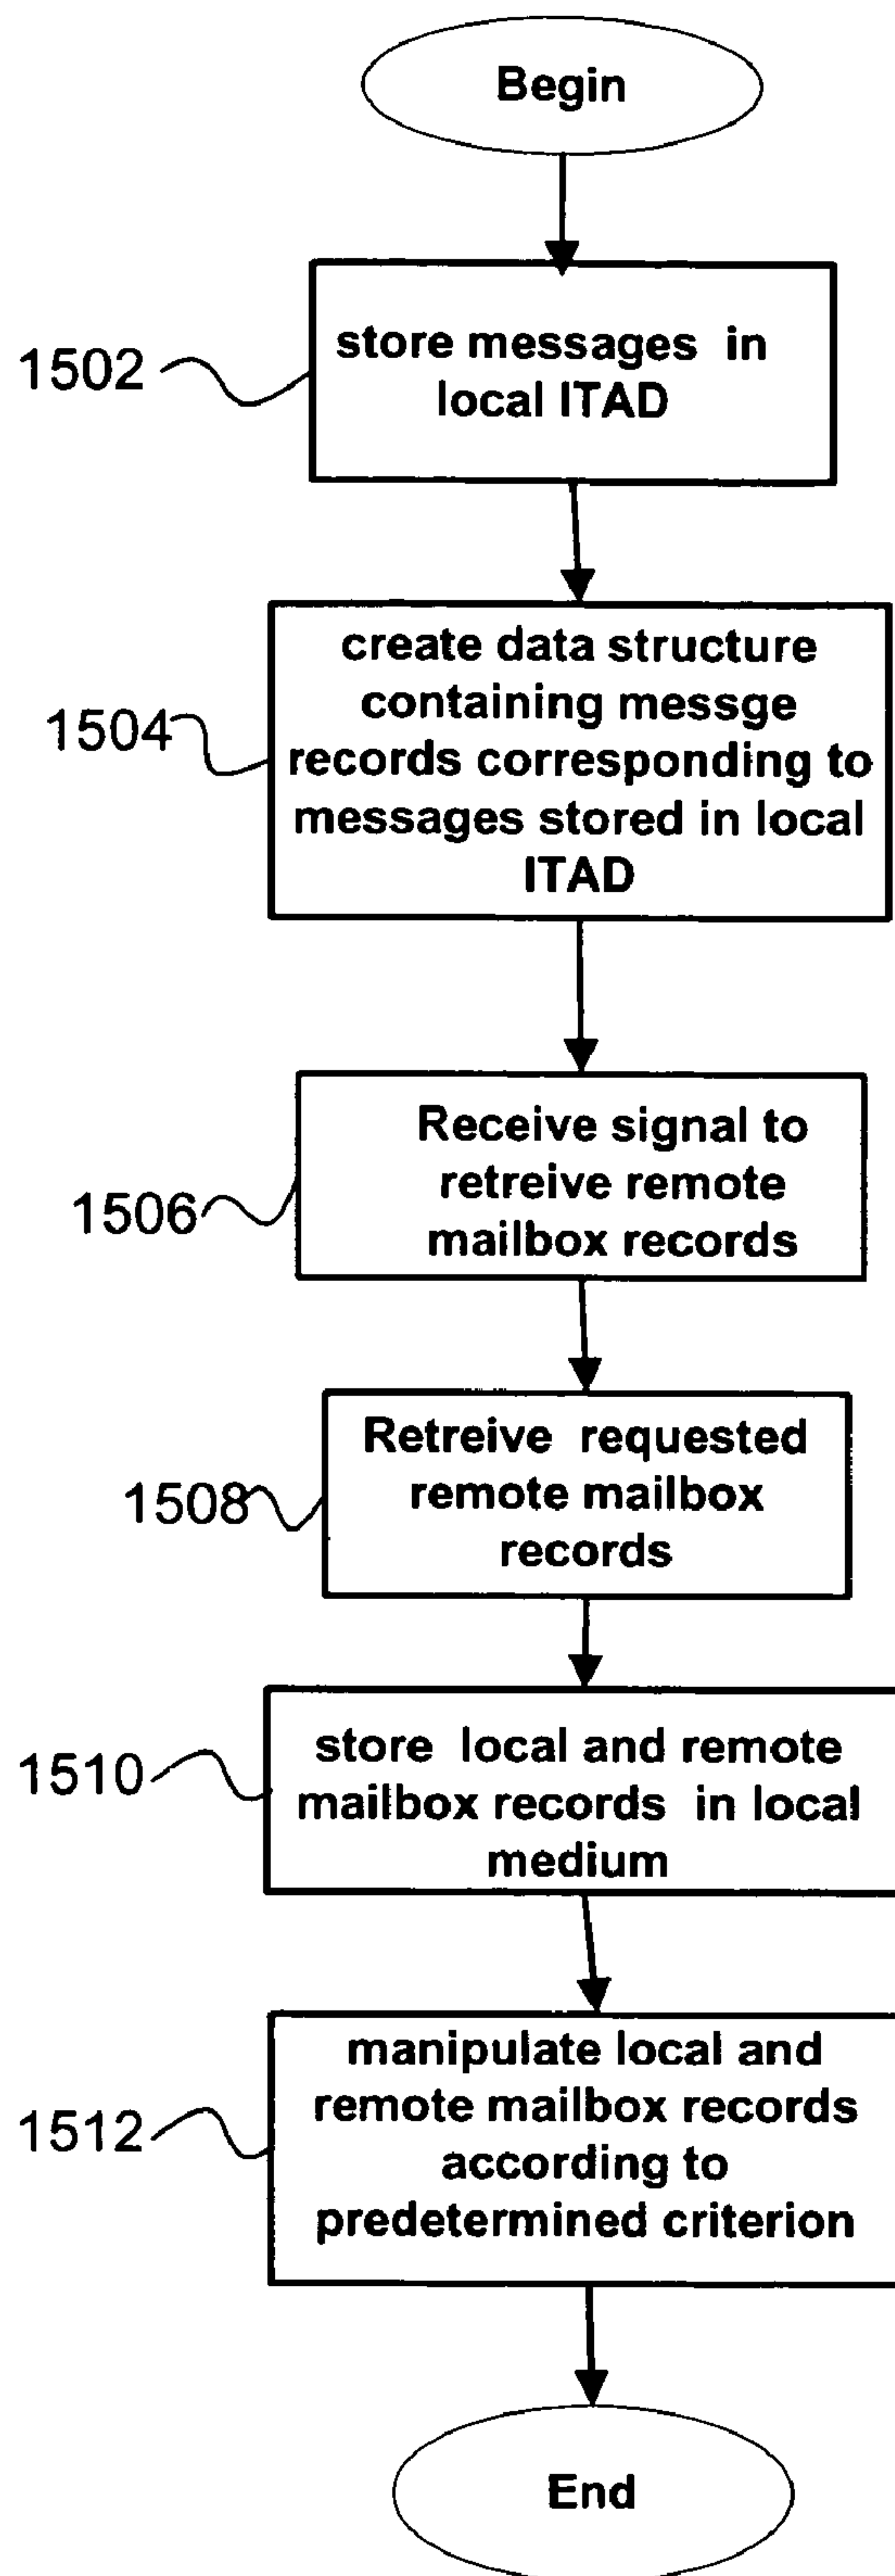 Begin
1502
store messages in
local ITAD
1504
create data structure
containing messge
records corresponding to
messages stored in local
ITAD
1506
Receive signal to
retreive remote
mailbox records
1508
Retreive requested
remote mailbox
records
1510
store local and remote
mailbox records in local
medium
1512
manipulate local and
remote mailbox records
according to
predetermined criterion
End